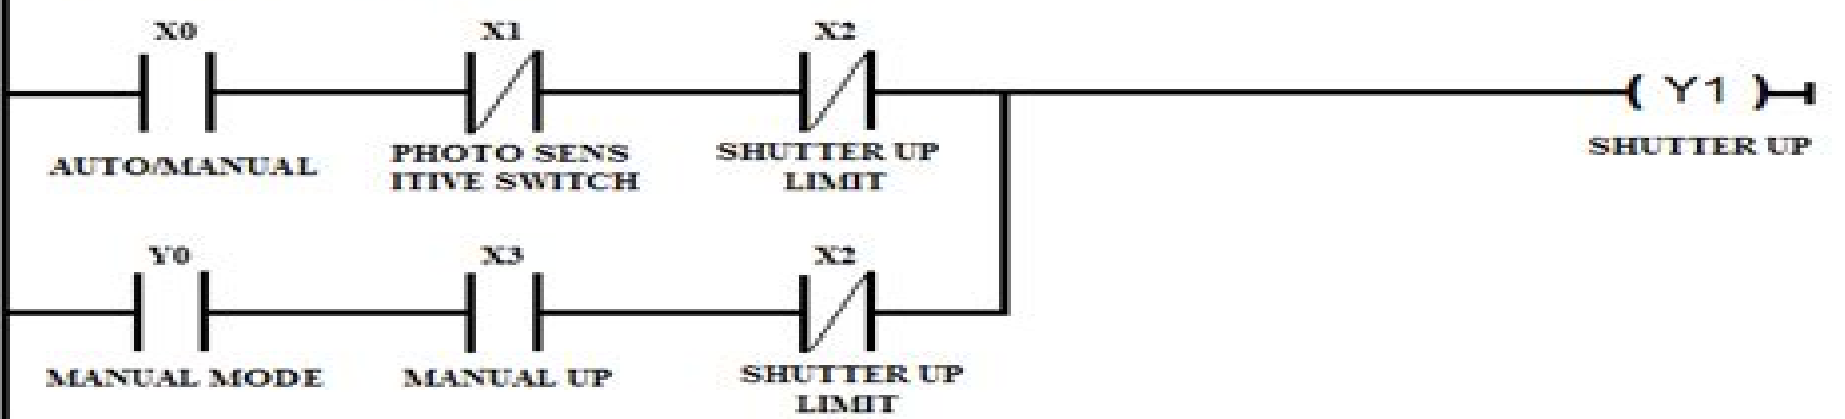 X0 X1 X2
( Y1 )
AUTO/MANUAL
PHOTO SENS
ITIVE SWITCH
SHUTTER UP
LIMIT
SHUTTER UP
Y0 X3 X2
MANUAL MODE
MANUAL UP
SHUTTER UP
LIMIT